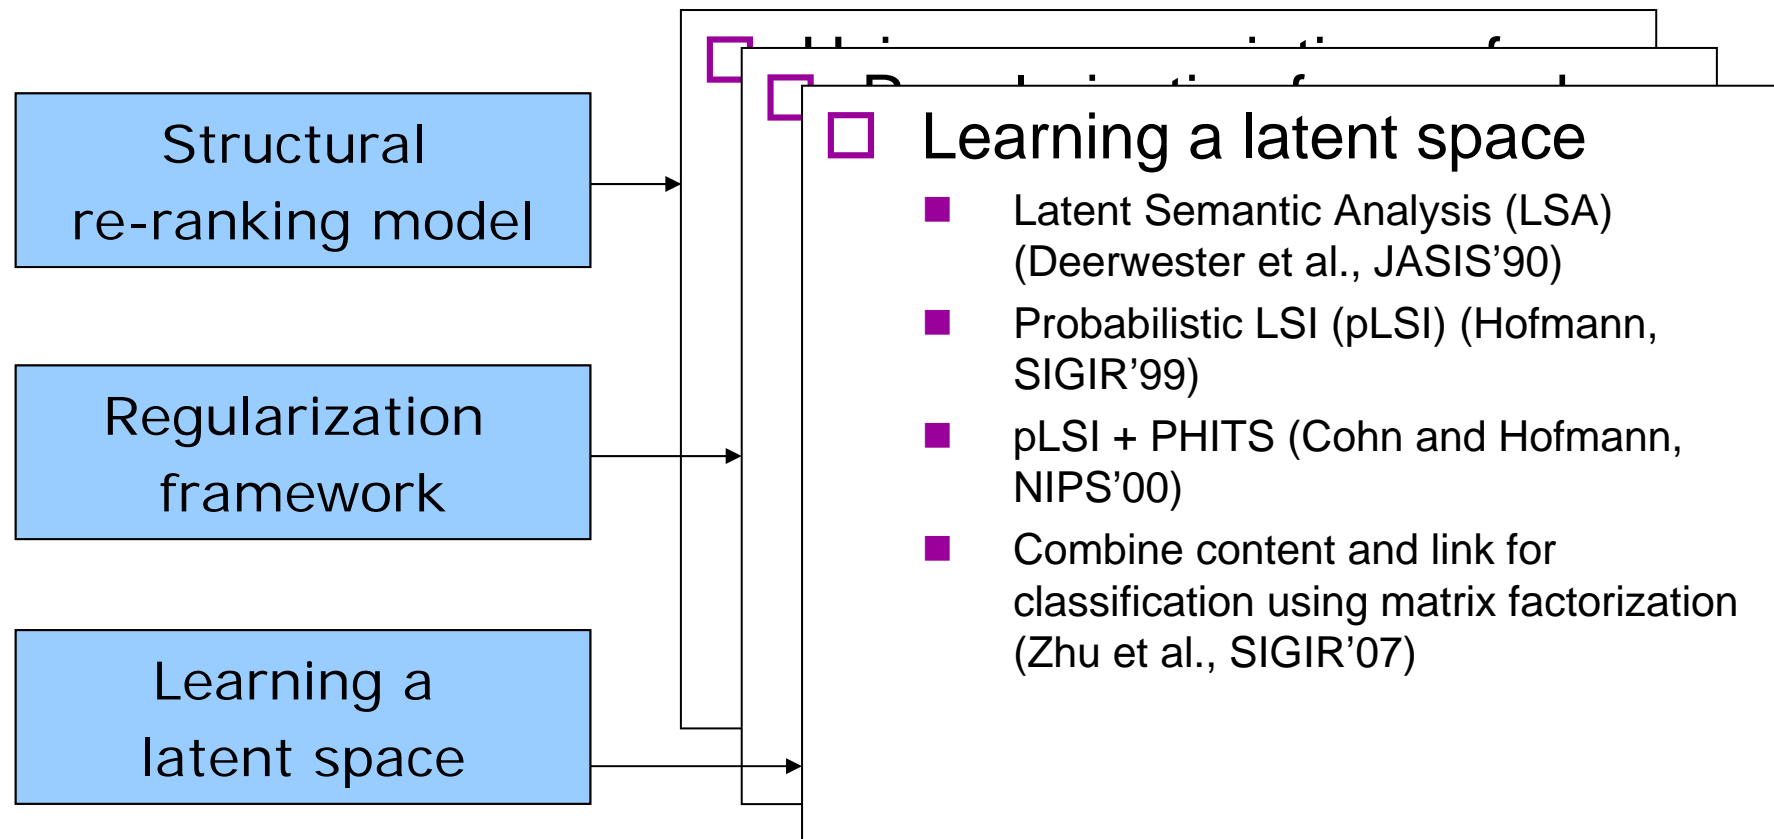 Structural
re-ranking model
Regularization
framework
Learning a
latent space
Learning a latent space
Latent Semantic Analysis (LSA)
(Deerwester et al., JASIS’90)
Probabilistic LSI (pLSI) (Hofmann,
SIGIR’99)
pLSI + PHITS (Cohn and Hofmann,
NIPS’00)
Combine content and link for
classification using matrix factorization
(Zhu et al., SIGIR’07)